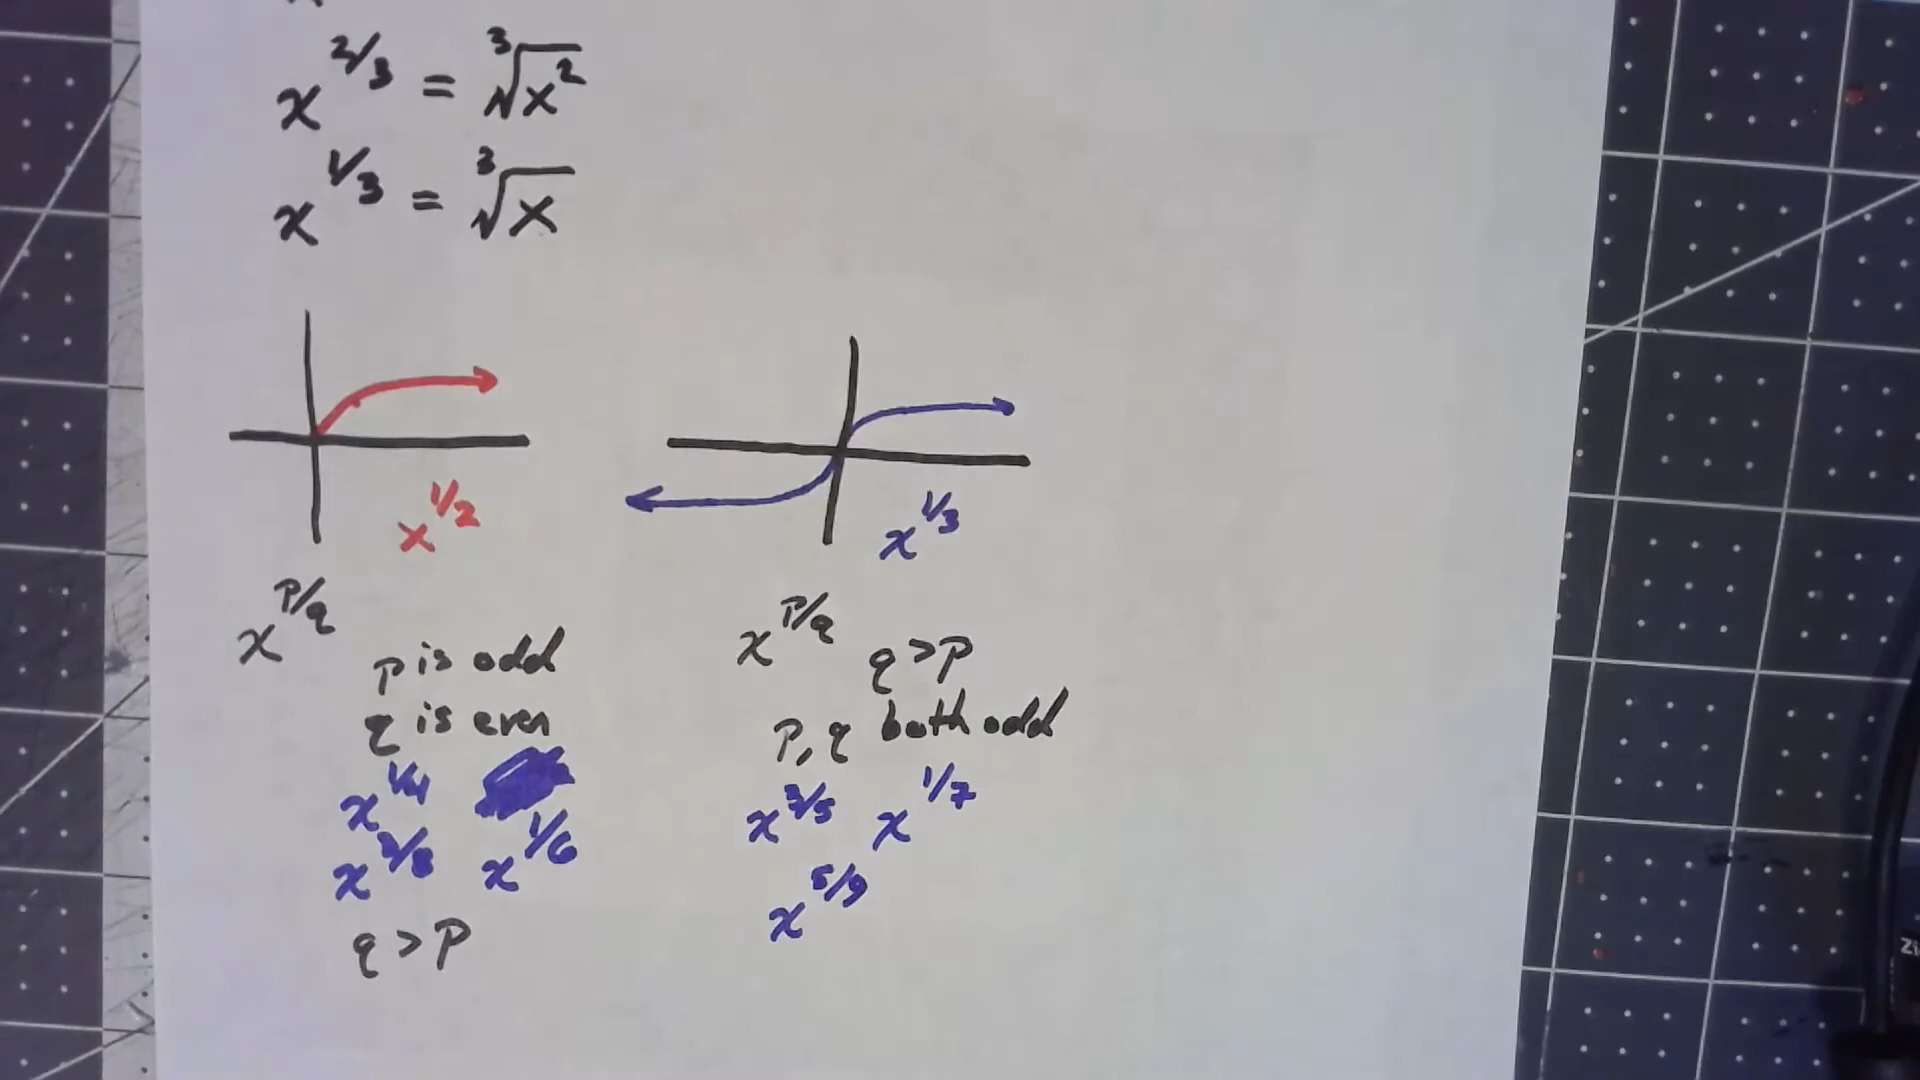 x^{2/3} = ∛x²
x^{1/3} = ∛x
x^{1/2}
x^{1/3}
x^{p/q}
p is odd
q is even
x^{1/4}
x^{3/8} x^{1/6}
q > p
x^{p/q} q > p
p, q both odd
x^{3/5} x^{1/7}
x^{5/9}